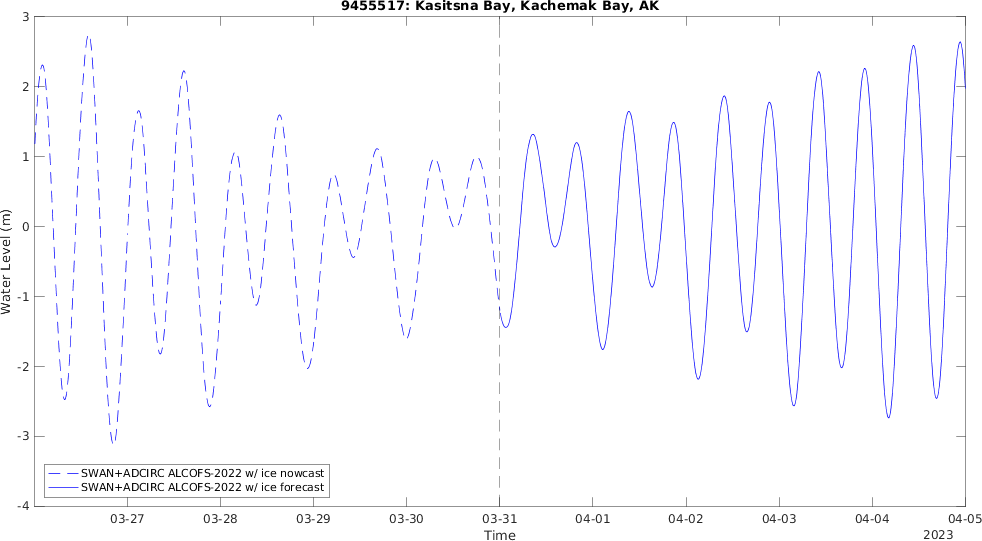 9455517: Kasitsna Bay, Kachemak Bay, AK
3
2
1
0
-1
-2
-3
-4
Water Level (m)
SWAN+ADCIRC ALCOFS-2022 w/ ice nowcast
SWAN+ADCIRC ALCOFS-2022 w/ ice forecast
03-27 03-28 03-29 03-30 03-31 04-01 04-02 04-03 04-04 04-05
Time
2023